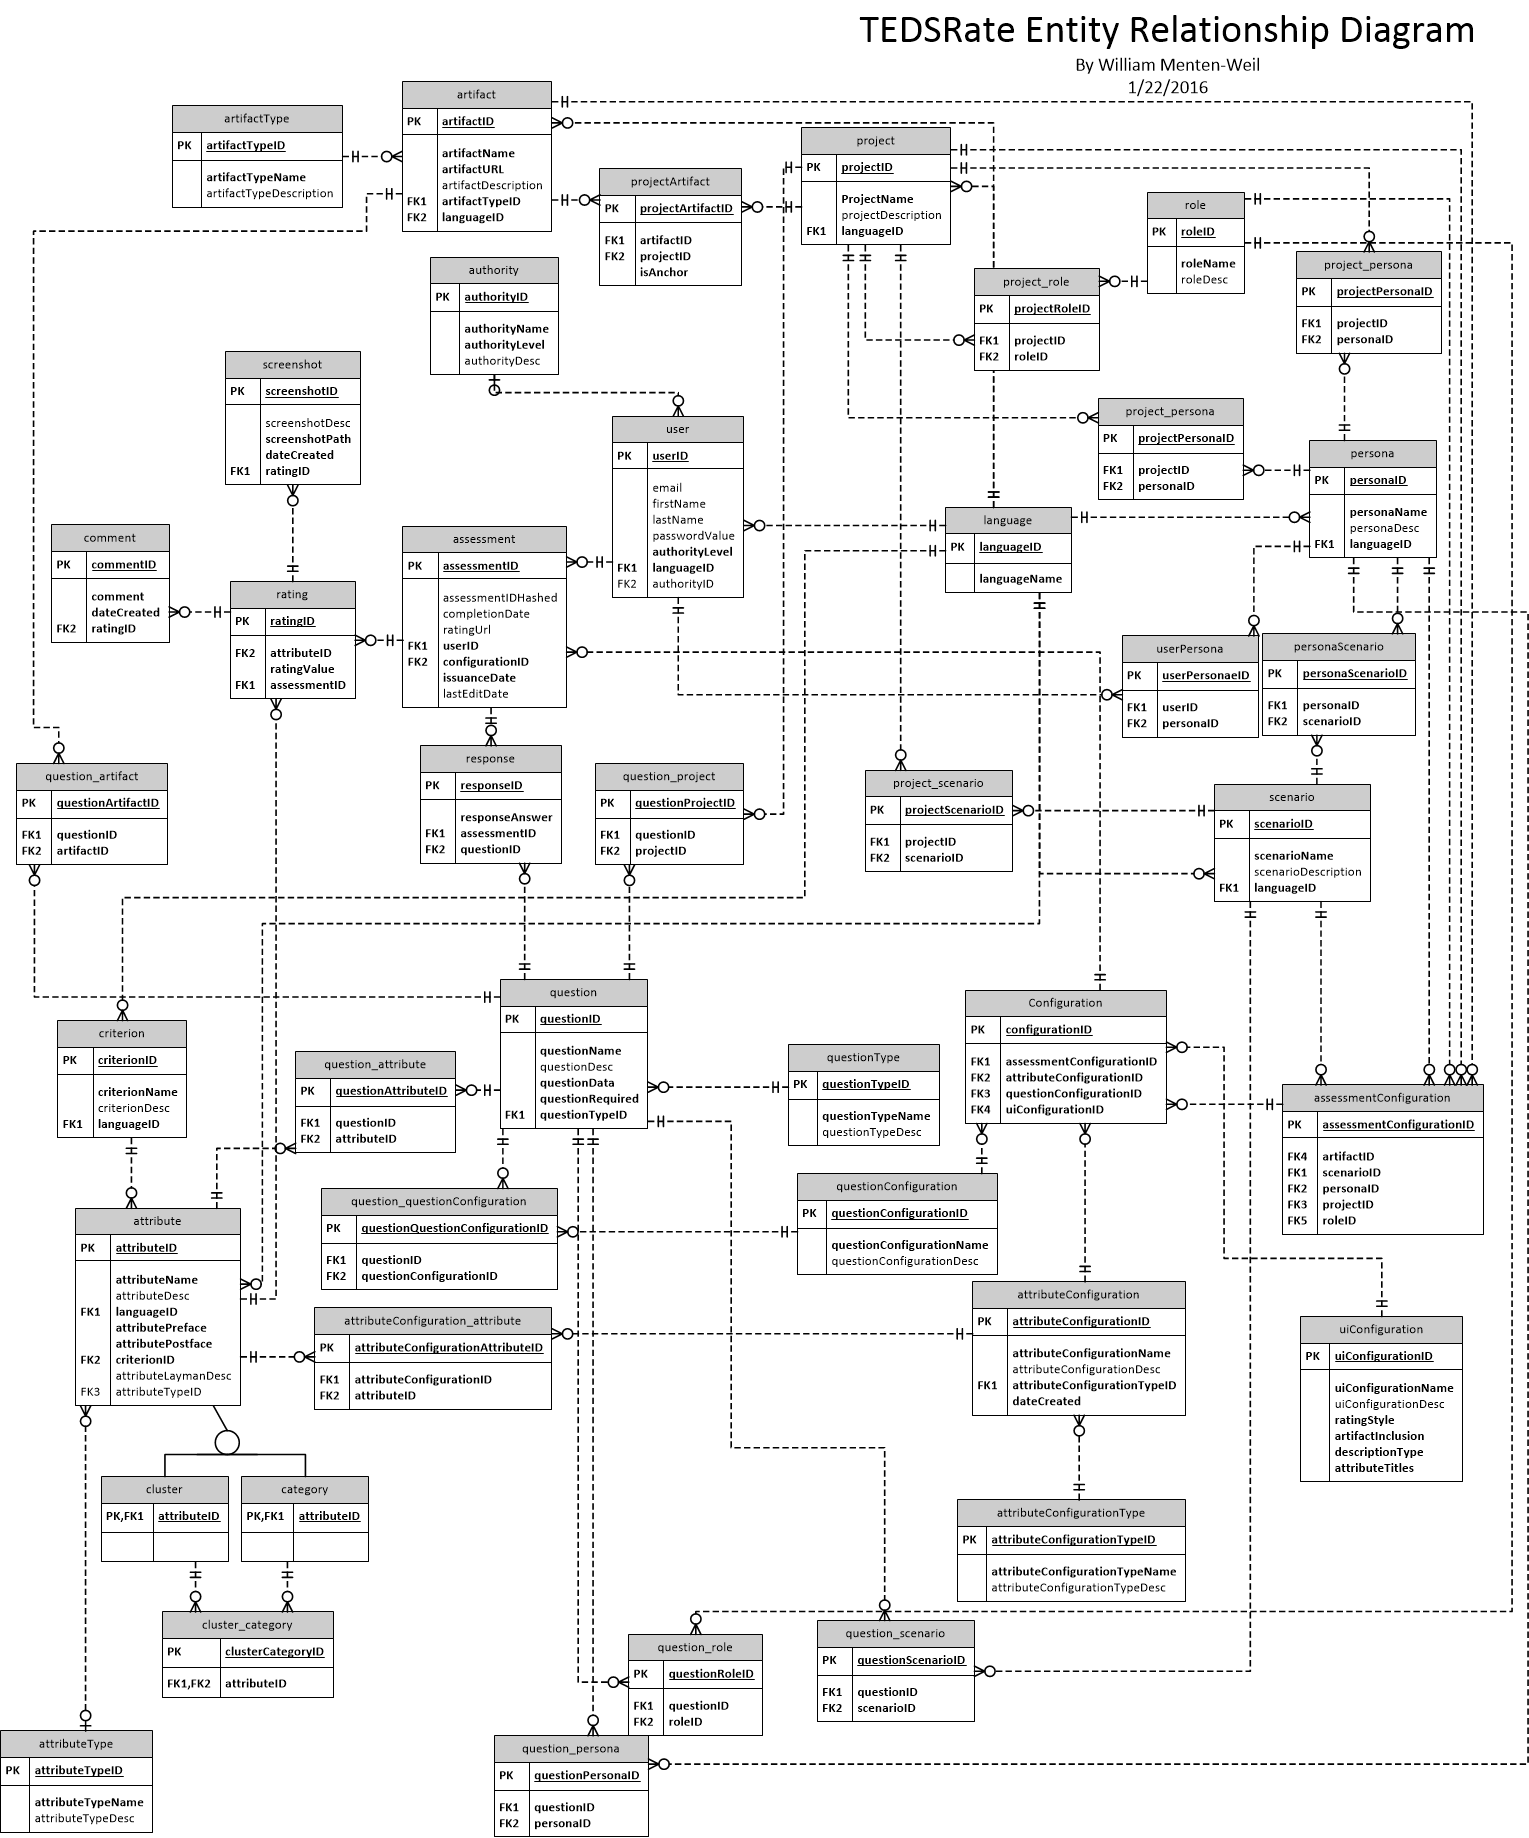 TEDSRate Entity Relationship Diagram
By William Menten-Weil
1/22/2016
artifact
PK artifactID
artifactName
artifactURL
artifactDescription
FK1 artifactTypeID
FK2 languageID
artifactType
PK artifactTypeID
artifactTypeName
artifactTypeDescription
project
PK projectID
ProjectName
projectDescription
FK1 languageID
projectArtifact
PK projectArtifactID
FK1 artifactID
FK2 projectID
isAnchor
role
PK roleID
roleName
roleDesc
project_persona
PK projectPersonaID
FK1 projectID
FK2 personaID
authority
PK authorityID
authorityName
authorityLevel
authorityDesc
project_role
PK projectRoleID
FK1 projectID
FK2 roleID
screenshot
PK screenshotID
screenshotDesc
screenshotPath
dateCreated
FK1 ratingID
project_persona
PK projectPersonaID
FK1 projectID
FK2 personaID
user
PK userID
email
firstName
lastName
passwordValue
authorityLevel
FK1 languageID
FK2 authorityID
persona
PK personaID
personaName
personaDesc
FK1 languageID
language
PK languageID
languageName
comment
PK commentID
comment
dateCreated
FK2 ratingID
assessment
PK assessmentID
assessmentIDHashed
completionDate
ratingUrl
FK1 userID
FK2 configurationID
issuanceDate
lastEditDate
rating
PK ratingID
FK2 attributeID
ratingValue
FK1 assessmentID
userPersona
PK userPersonaeID
FK1 userID
FK2 personaID
personaScenario
PK personaScenarioID
FK1 personaID
FK2 scenarioID
question_artifact
PK questionArtifactID
FK1 questionID
FK2 artifactID
response
PK responseID
responseAnswer
FK1 assessmentID
FK2 questionID
question_project
PK questionProjectID
FK1 questionID
FK2 projectID
project_scenario
PK projectScenarioID
FK1 projectID
FK2 scenarioID
scenario
PK scenarioID
scenarioName
scenarioDescription
FK1 languageID
question
PK questionID
questionName
questionDesc
questionData
questionRequired
FK1 questionTypeID
Configuration
PK configurationID
FK1 assessmentConfigurationID
FK2 attributeConfigurationID
FK3 questionConfigurationID
FK4 uiConfigurationID
criterion
PK criterionID
criterionName
criterionDesc
FK1 languageID
question_attribute
PK questionAttributeID
FK1 questionID
FK2 attributeID
questionType
PK questionTypeID
questionTypeName
questionTypeDesc
assessmentConfiguration
PK assessmentConfigurationID
FK4 artifactID
FK1 scenarioID
FK2 personaID
FK3 projectID
FK5 roleID
question_questionConfiguration
PK questionQuestionConfigurationID
FK1 questionID
FK2 questionConfigurationID
questionConfiguration
PK questionConfigurationID
questionConfigurationName
questionConfigurationDesc
attribute
PK attributeID
attributeName
attributeDesc
FK1 languageID
attributePreface
attributePostface
FK2 criterionID
attributeLaymanDesc
FK3 attributeTypeID
attributeConfiguration_attribute
PK attributeConfigurationAttributeID
FK1 attributeConfigurationID
FK2 attributeID
attributeConfiguration
PK attributeConfigurationID
attributeConfigurationName
attributeConfigurationDesc
FK1 attributeConfigurationTypeID
dateCreated
uiConfiguration
PK uiConfigurationID
uiConfigurationName
uiConfigurationDesc
ratingStyle
artifactInclusion
descriptionType
attributeTitles
cluster
PK,FK1 attributeID
category
PK,FK1 attributeID
attributeConfigurationType
PK attributeConfigurationTypeID
attributeConfigurationTypeName
attributeConfigurationTypeDesc
cluster_category
PK clusterCategoryID
FK1,FK2 attributeID
question_role
PK questionRoleID
FK1 questionID
FK2 roleID
question_scenario
PK questionScenarioID
FK1 questionID
FK2 scenarioID
attributeType
PK attributeTypeID
attributeTypeName
attributeTypeDesc
question_persona
PK questionPersonaID
FK1 questionID
FK2 personaID